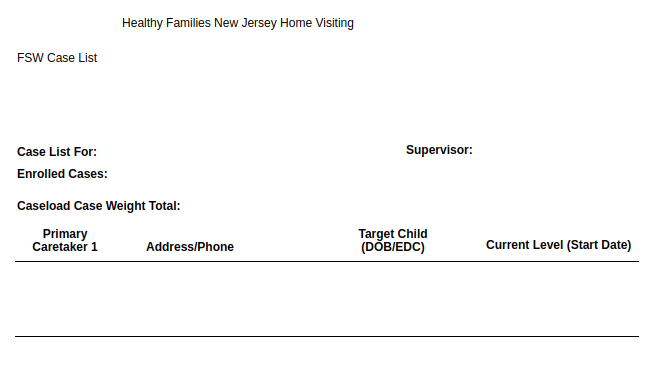 Healthy Families New Jersey Home Visiting
FSW Case List
Case List For:
Supervisor:
Enrolled Cases:
Caseload Case Weight Total:
Primary
Caretaker 1
Address/Phone
Target Child
(DOB/EDC)
Current Level (Start Date)